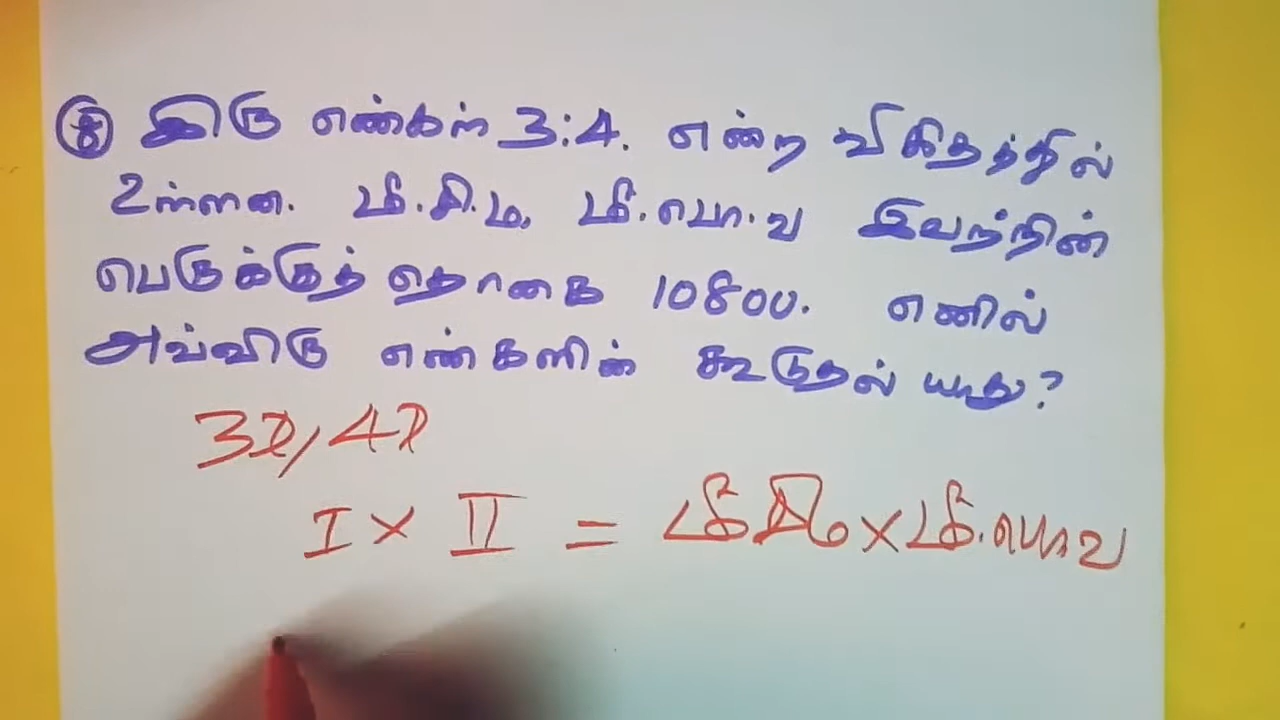 ⑧ இரு எண்கள் 3:4. என்ற விகிதத்தில்
உள்ளன. மீ.சி.ம, மீ.பொ.வ இவற்றின்
பெருக்குத் தொகை 10800. எனில்
அவ்விரு எண்களின் கூடுதல் யாது?
3x, 4x
I × II = மீசிம × மீ.பொ.வ